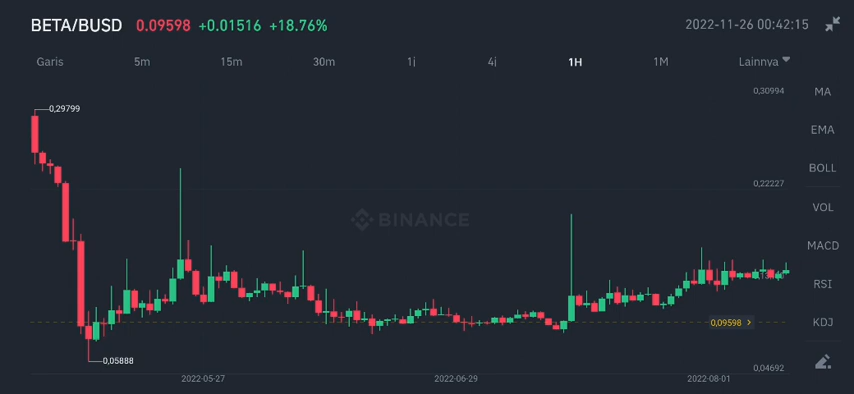 BETA/BUSD 0.09598 +0.01516 +18.76% 2022-11-26 00:42:15
Garis 5m 15m 30m 1j 4j 1H 1M Lainnya
0,30994
0,29799
0,22227
0,09598
0,05888
0,04692
2022-05-27 2022-06-29 2022-08-01
BINANCE
MA
EMA
BOLL
VOL
MACD
RSI
KDJ